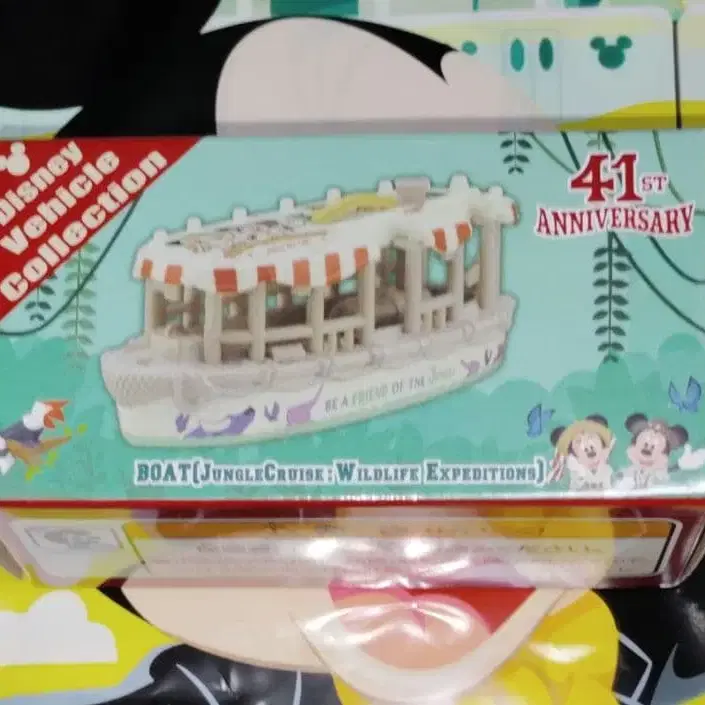 Disney
Vehicle
Collection
41ST
ANNIVERSARY
BE A FRIEND OF THE JUNGLE
BOAT(JUNGLECRUISE:WILDLIFE EXPEDITIONS)